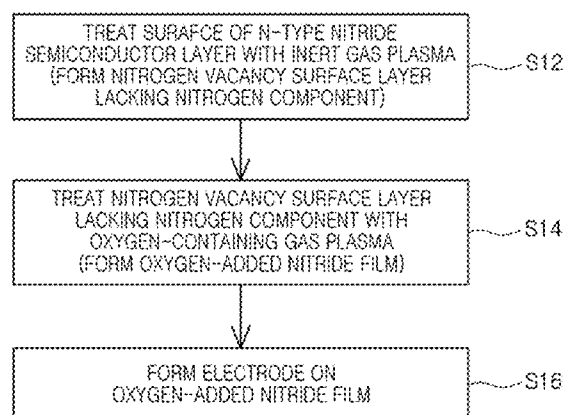 TREAT SURAFCE OF N-TYPE NITRIDE
SEMICONDUCTOR LAYER WITH INERT GAS PLASMA
(FORM NITROGEN VACANCY SURFACE LAYER
LACKING NITROGEN COMPONENT)
S12
TREAT NITROGEN VACANCY SURFACE LAYER
LACKING NITROGEN COMPONENT WITH
OXYGEN-CONTAINING GAS PLASMA
(FORM OXYGEN-ADDED NITRIDE FILM)
S14
FORM ELECTRODE ON
OXYGEN-ADDED NITRIDE FILM
S16